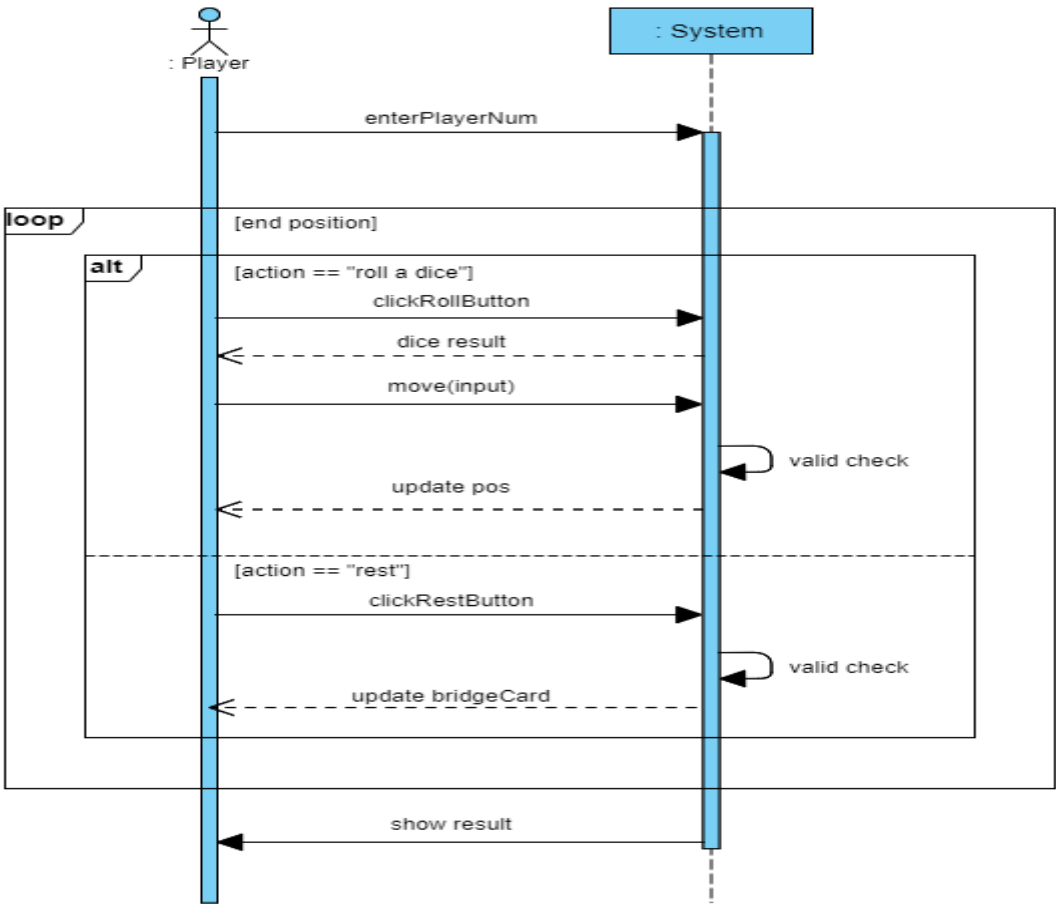 : Player
: System
enterPlayerNum
loop
[end position]
alt
[action == "roll a dice"]
clickRollButton
dice result
move(input)
valid check
update pos
[action == "rest"]
clickRestButton
valid check
update bridgeCard
show result